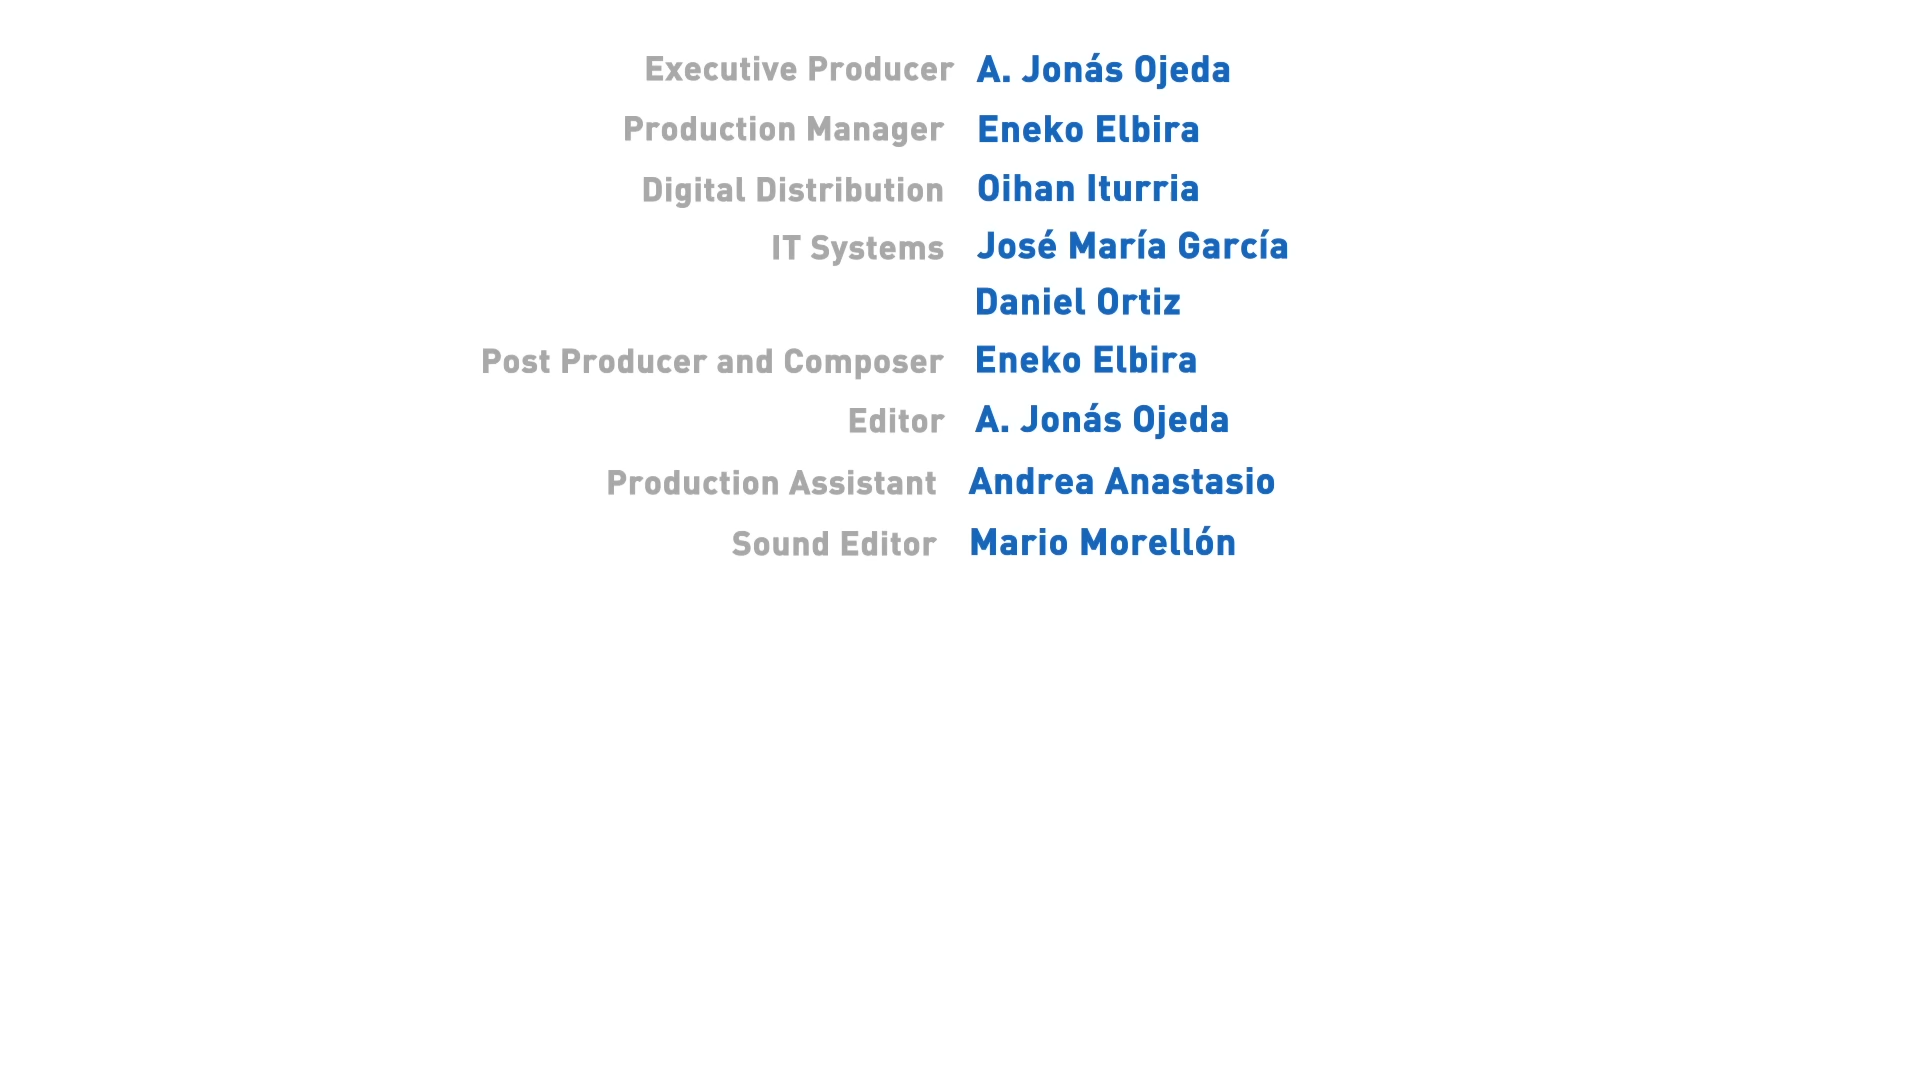 Executive Producer A. Jonás Ojeda
Production Manager Eneko Elbira
Digital Distribution Oihan Iturria
IT Systems José María García
Daniel Ortiz
Post Producer and Composer Eneko Elbira
Editor A. Jonás Ojeda
Production Assistant Andrea Anastasio
Sound Editor Mario Morellón